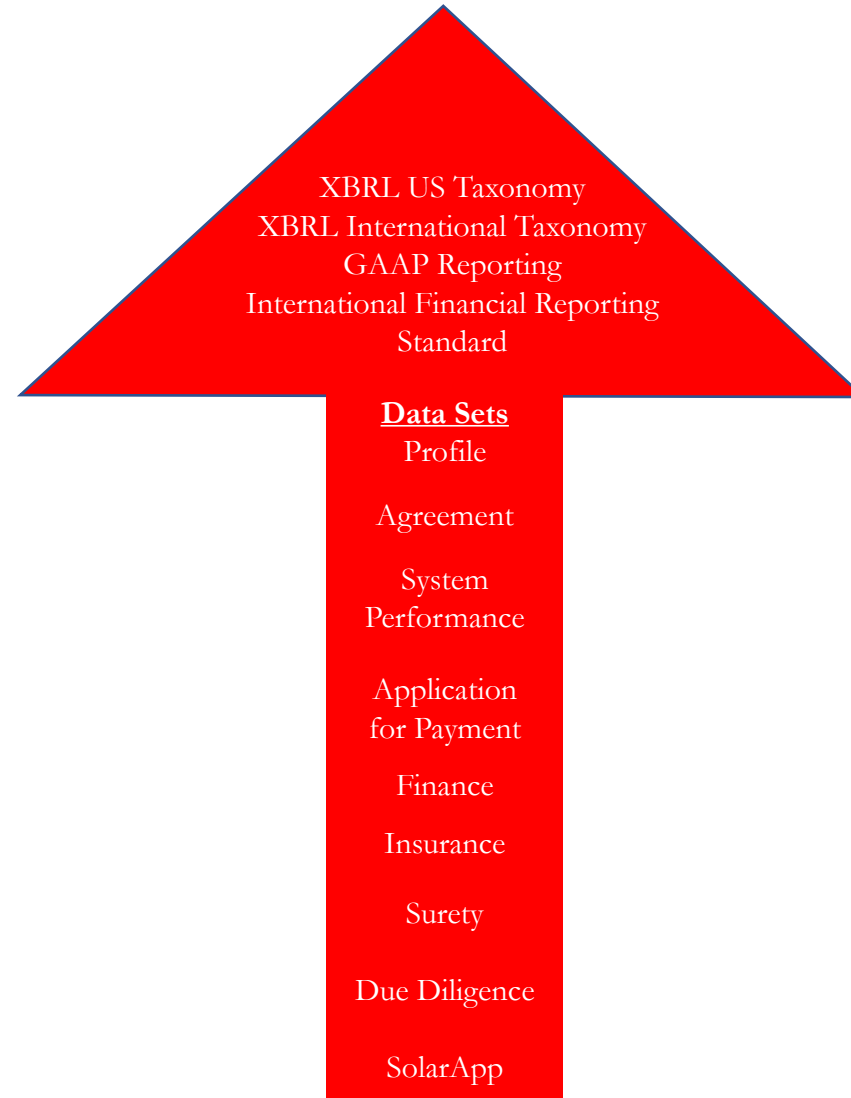 XBRL US Taxonomy
XBRL International Taxonomy
GAAP Reporting
International Financial Reporting
Standard
Data Sets
Profile
Agreement
System
Performance
Application
for Payment
Finance
Insurance
Surety
Due Diligence
SolarApp